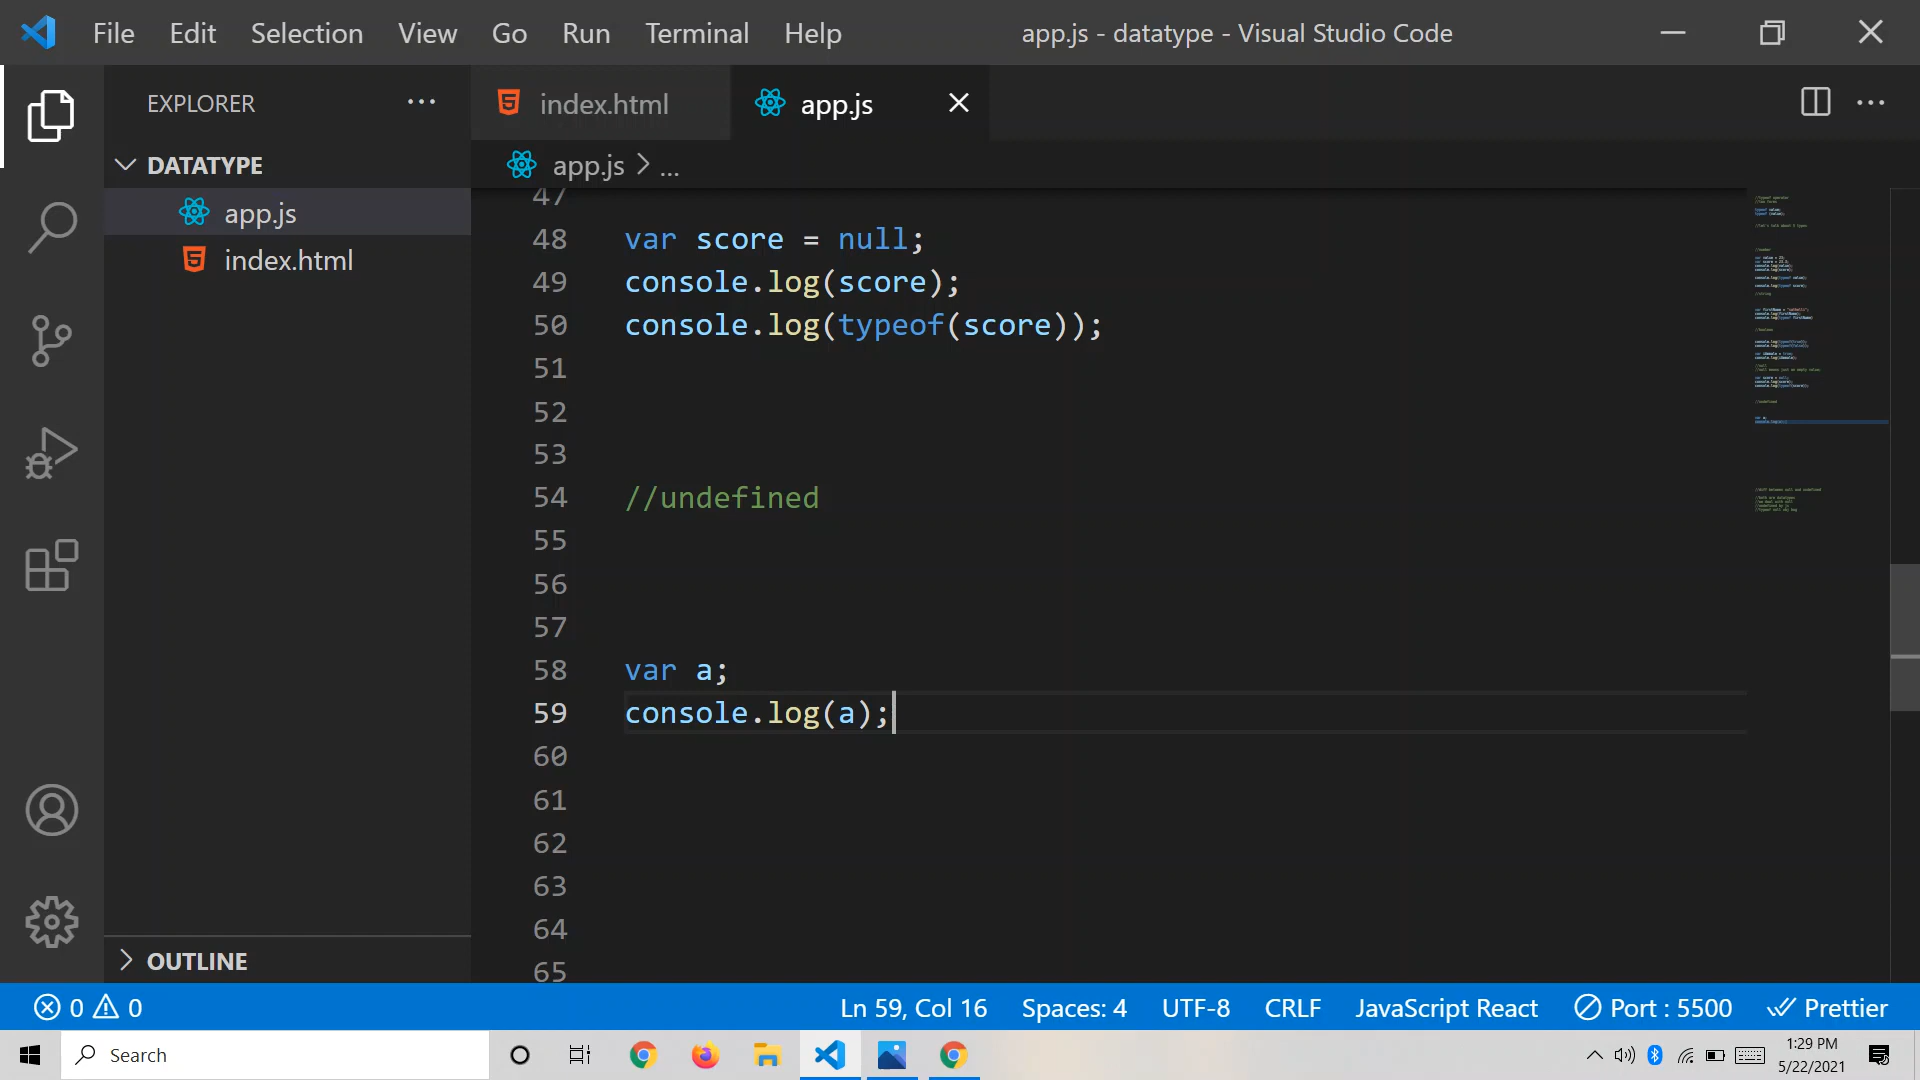 File Edit Selection View Go Run Terminal Help app.js - datatype - Visual Studio Code
EXPLORER
index.html
app.js
DATATYPE
app.js
index.html
OUTLINE
app.js > ...
47
48 var score = null;
49 console.log(score);
50 console.log(typeof(score));
51
52
53
54 //undefined
55
56
57
58 var a;
59 console.log(a);
60
61
62
63
64
65
0 0 Ln 59, Col 16 Spaces: 4 UTF-8 CRLF JavaScript React Port : 5500 Prettier
Search
1:29 PM
5/22/2021